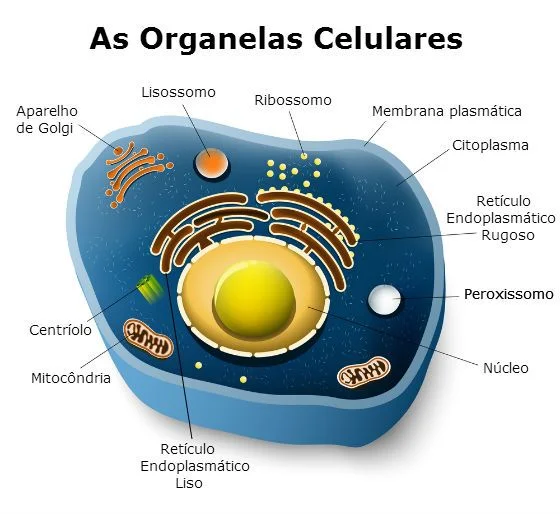 As Organelas Celulares
Lisossomo
Ribossomo
Aparelho
de Golgi
Membrana plasmática
Citoplasma
Retículo
Endoplasmático
Rugoso
Peroxissomo
Centríolo
Núcleo
Mitocôndria
Retículo
Endoplasmático
Liso